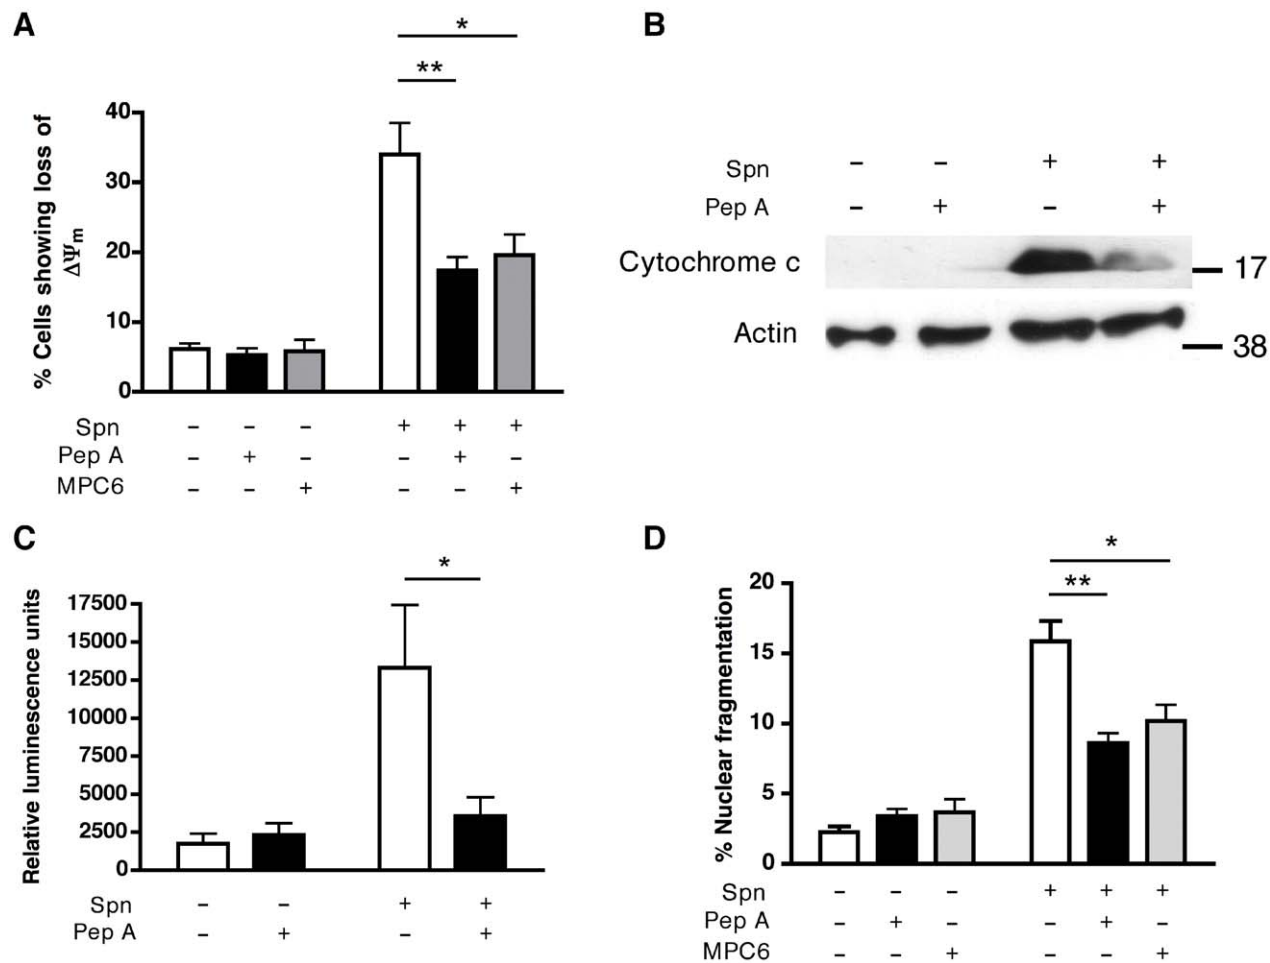 A
*
**
40
30
20
10
0
% Cells showing loss of
ΔΨm
Spn – – – + + +
Pep A – + – – + –
MPC6 – – + – – +
B
Spn – – + +
Pep A – + – +
Cytochrome c
17
Actin
38
C
*
17500
15000
12500
10000
7500
5000
2500
0
Relative luminescence units
Spn – – + +
Pep A – + – +
D
*
**
20
15
10
5
0
% Nuclear fragmentation
Spn – – – + + +
Pep A – + – – + –
MPC6 – – + – – +